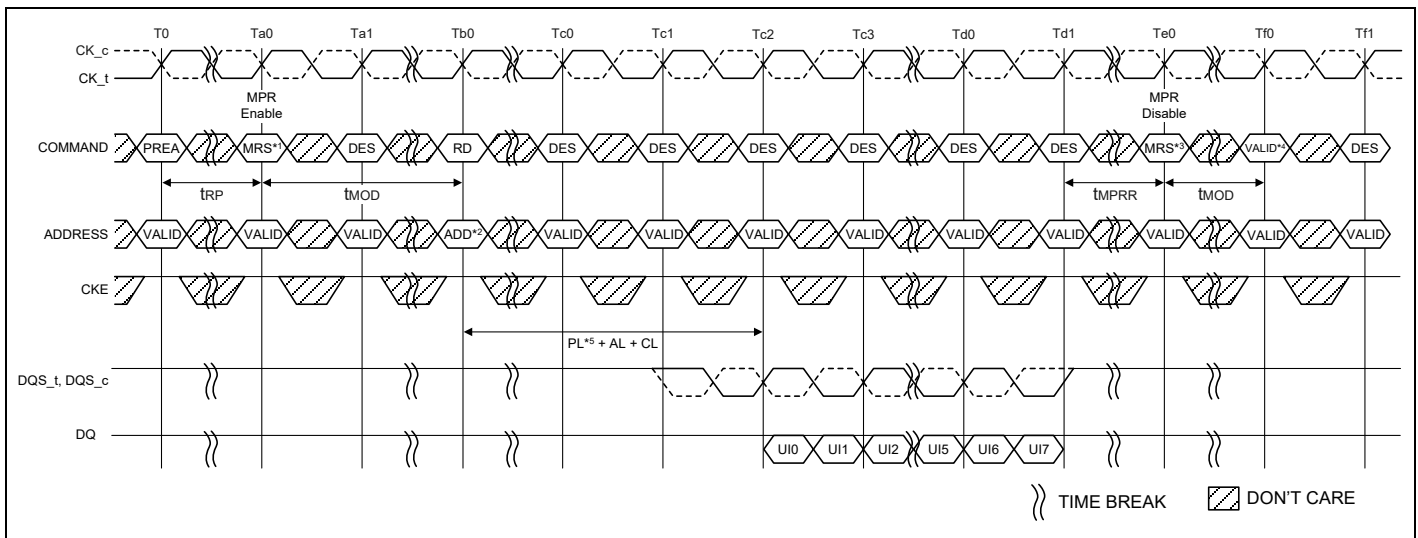 T0 Ta0 Ta1 Tb0 Tc0 Tc1 Tc2 Tc3 Td0 Td1 Te0 Tf0 Tf1
CK_c
CK_t
MPR
Enable
MPR
Disable
COMMAND PREA MRS*1 DES RD DES DES DES DES DES DES MRS*3 VALID*4 DES
tRP tMOD tMPRR tMOD
ADDRESS VALID VALID VALID ADD*2 VALID VALID VALID VALID VALID VALID VALID VALID VALID
CKE
PL*5 + AL + CL
DQS_t, DQS_c
DQ UI0 UI1 UI2 UI5 UI6 UI7
TIME BREAK DON'T CARE